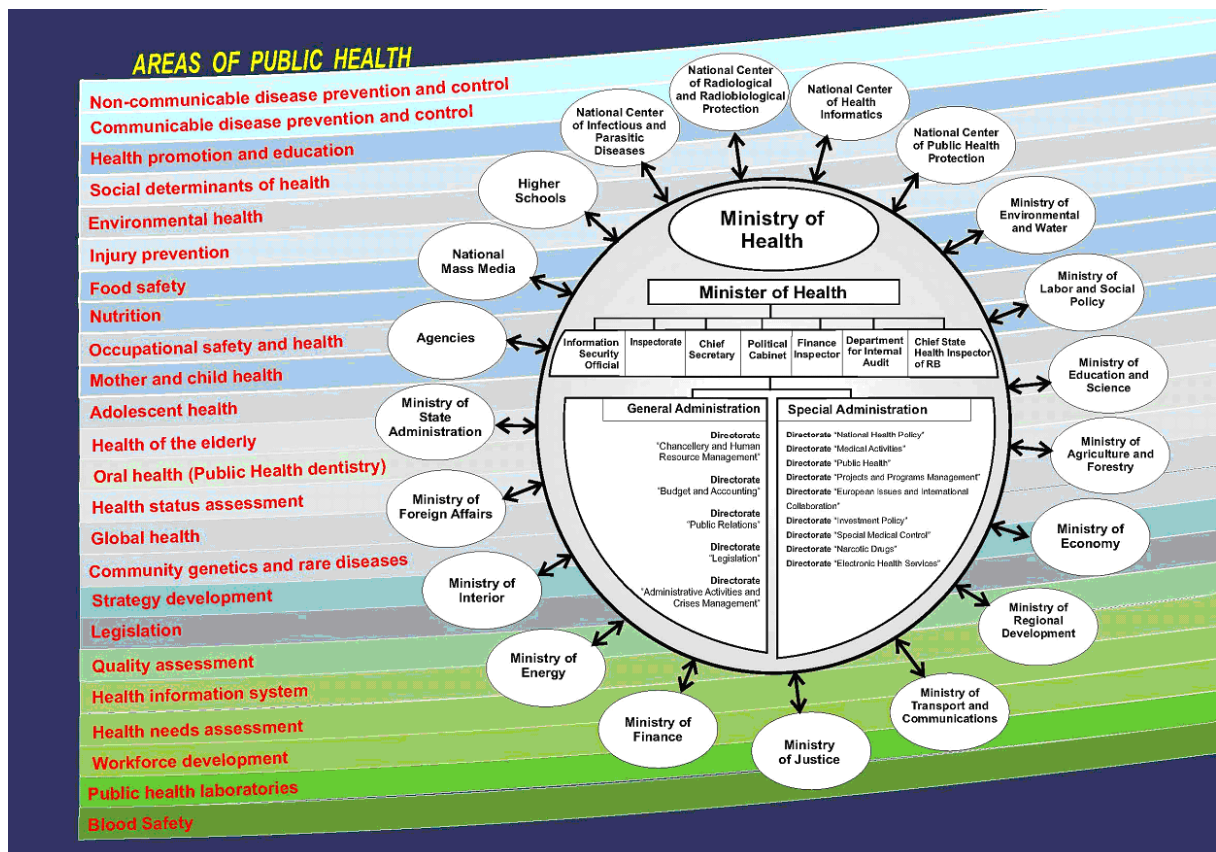 AREAS OF PUBLIC HEALTH
Non-communicable disease prevention and control
Communicable disease prevention and control
Health promotion and education
Social determinants of health
Environmental health
Injury prevention
Food safety
Nutrition
Occupational safety and health
Mother and child health
Adolescent health
Health of the elderly
Oral health (Public Health dentistry)
Health status assessment
Global health
Community genetics and rare diseases
Strategy development
Legislation
Quality assessment
Health information system
Health needs assessment
Workforce development
Public health laboratories
Blood Safety
National Center
of Radiological
and Radiobiological
Protection
National Center
of Health
Informatics
National Center
of Infectious and
Parasitic
Diseases
National Center
of Public Health
Protection
Higher
Schools
Ministry of
Environmental
and Water
National
Mass Media
Ministry of
Labor and Social
Policy
Agencies
Ministry of
Education and
Science
Ministry of
State
Administration
Ministry of
Agriculture and
Forestry
Ministry of
Foreign Affairs
Ministry of
Economy
Ministry of
Interior
Ministry of
Regional
Development
Ministry of
Energy
Ministry of
Transport and
Communications
Ministry of
Finance
Ministry
of Justice
Ministry of
Health
Minister of Health
Information
Security
Official
Inspectorate
Chief
Secretary
Political
Cabinet
Finance
Inspector
Department
for Internal
Audit
Chief State
Health Inspector
of RB
General Administration
Directorate
"Chancellery and Human
Resource Management"
Directorate
"Budget and Accounting"
Directorate
"Public Relations"
Directorate
"Legislation"
Directorate
"Administrative Activities and
Crises Management"
Special Administration
Directorate "National Health Policy"
Directorate "Medical Activities"
Directorate "Public Health"
Directorate "Projects and Programs Management"
Directorate "European Issues and International
Collaboration"
Directorate "Investment Policy"
Directorate "Special Medical Control"
Directorate "Narcotic Drugs"
Directorate "Electronic Health Services"